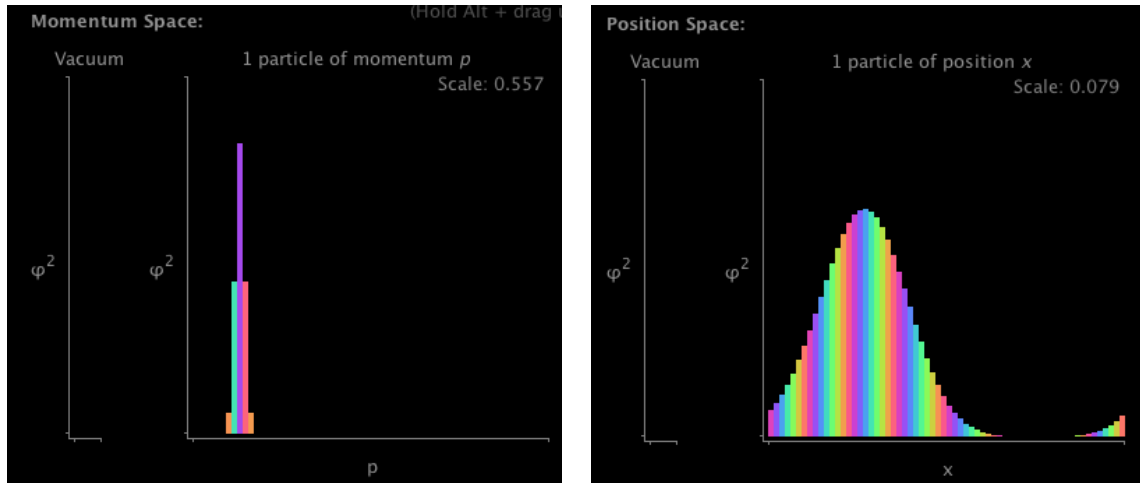 (Hold Alt + drag
Momentum Space:
Vacuum
1 particle of momentum p
Scale: 0.557
φ²
φ²
p
Position Space:
Vacuum
1 particle of position x
Scale: 0.079
φ²
φ²
x